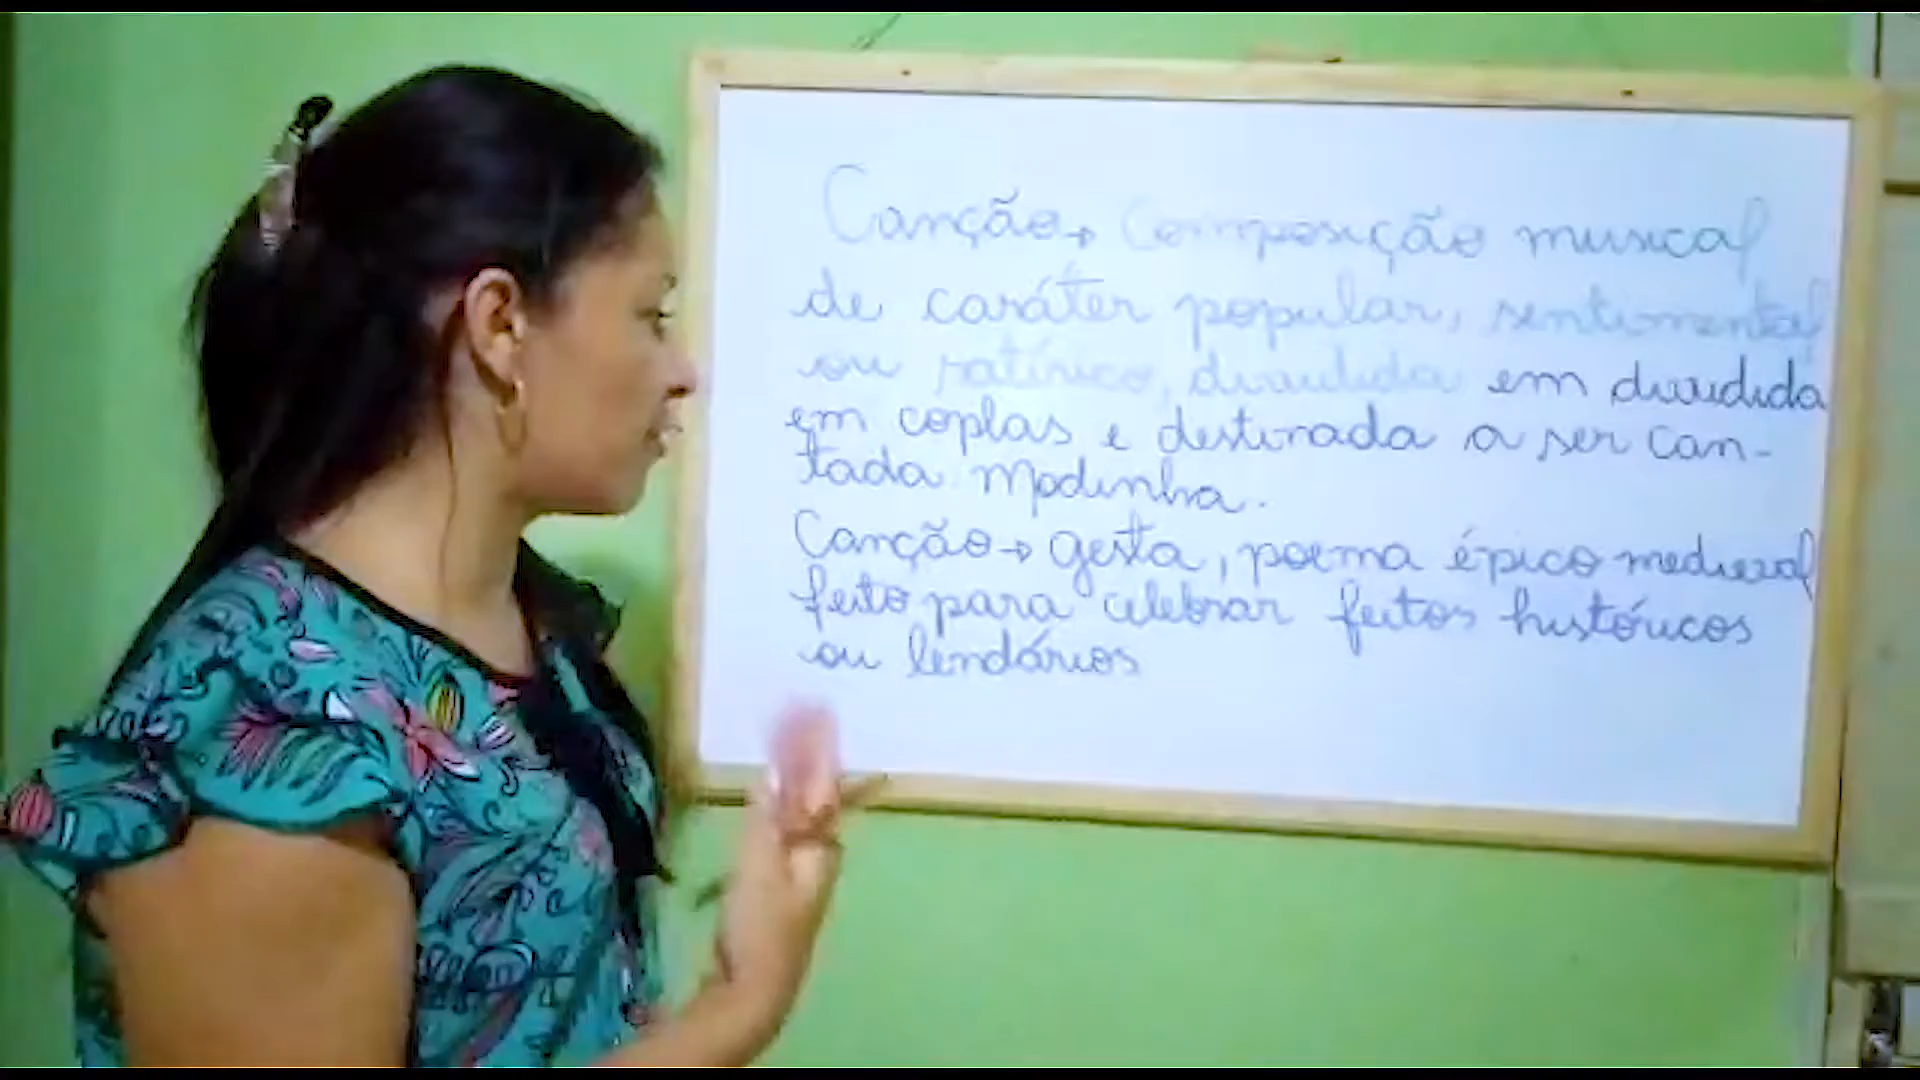 Canção → Composição musical
de caráter popular, sentimental
ou satírico, dividida em dividida
em coplas e destinada a ser can-
tada. Modinha.
Canção → gesta, poema épico medieval
feito para celebrar feitos históricos
ou lendários